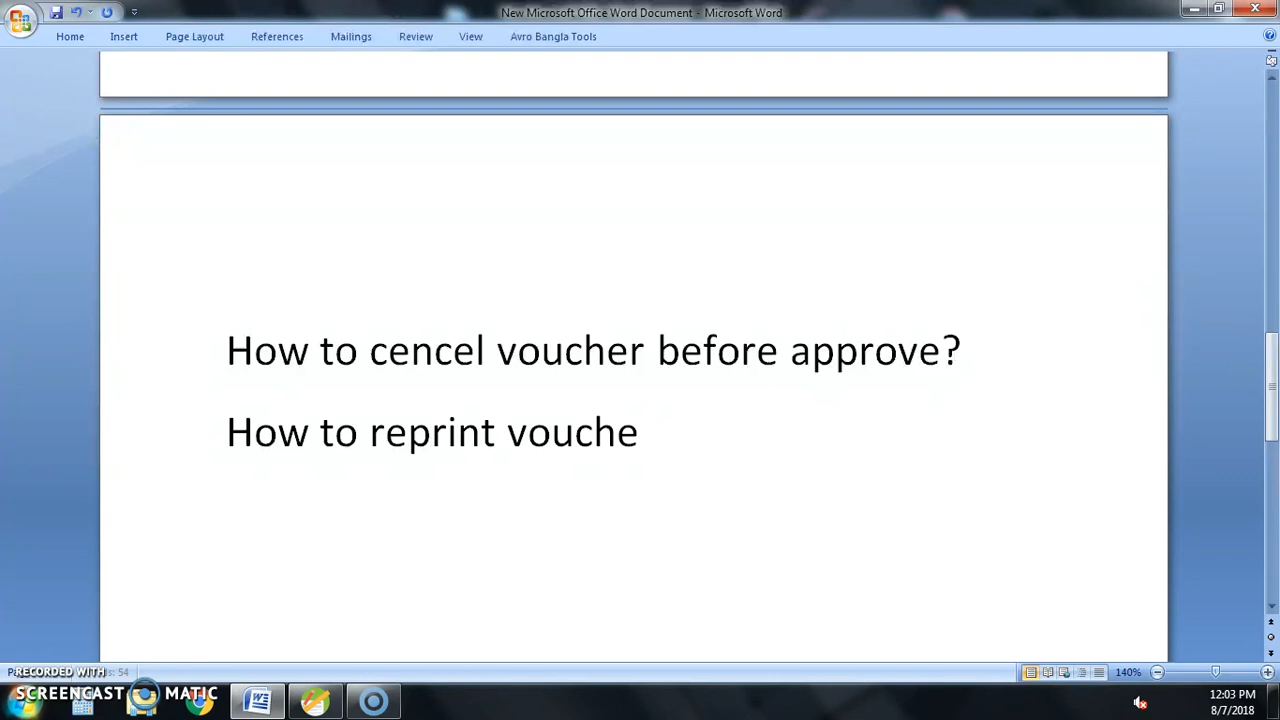 New Microsoft Office Word Document - Microsoft Word
Home Insert Page Layout References Mailings Review View Avro Bangla Tools
How to cencel voucher before approve?
How to reprint vouche
54
140%
RECORDED WITH
SCREENCAST MATIC
12:03 PM
8/7/2018